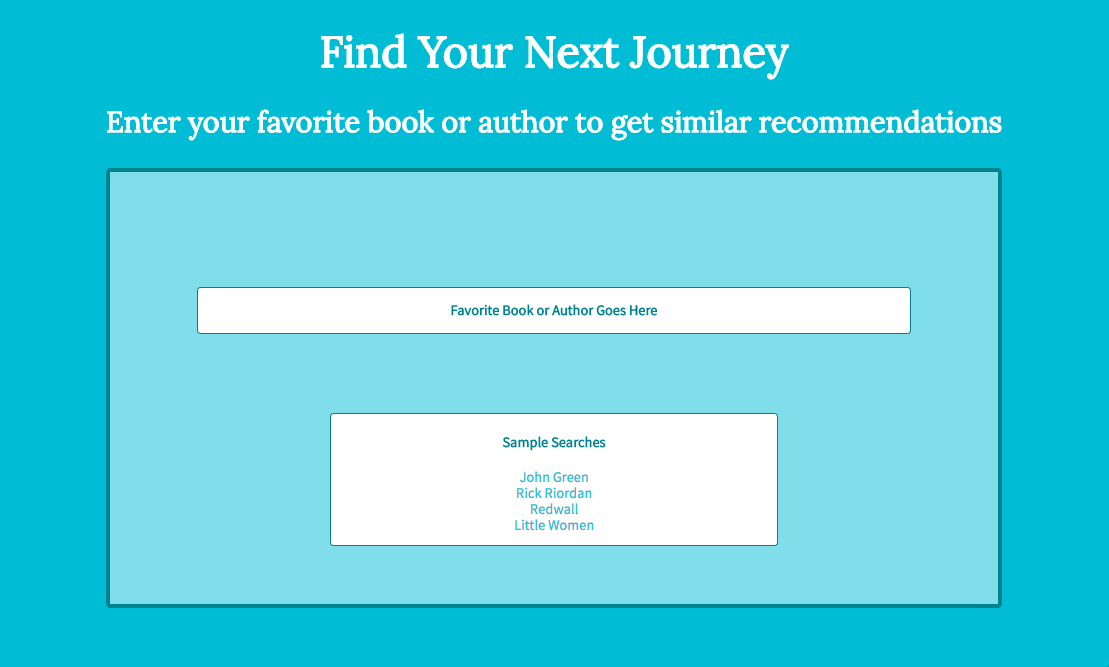 Find Your Next Journey
Enter your favorite book or author to get similar recommendations
Favorite Book or Author Goes Here
Sample Searches
John Green
Rick Riordan
Redwall
Little Women